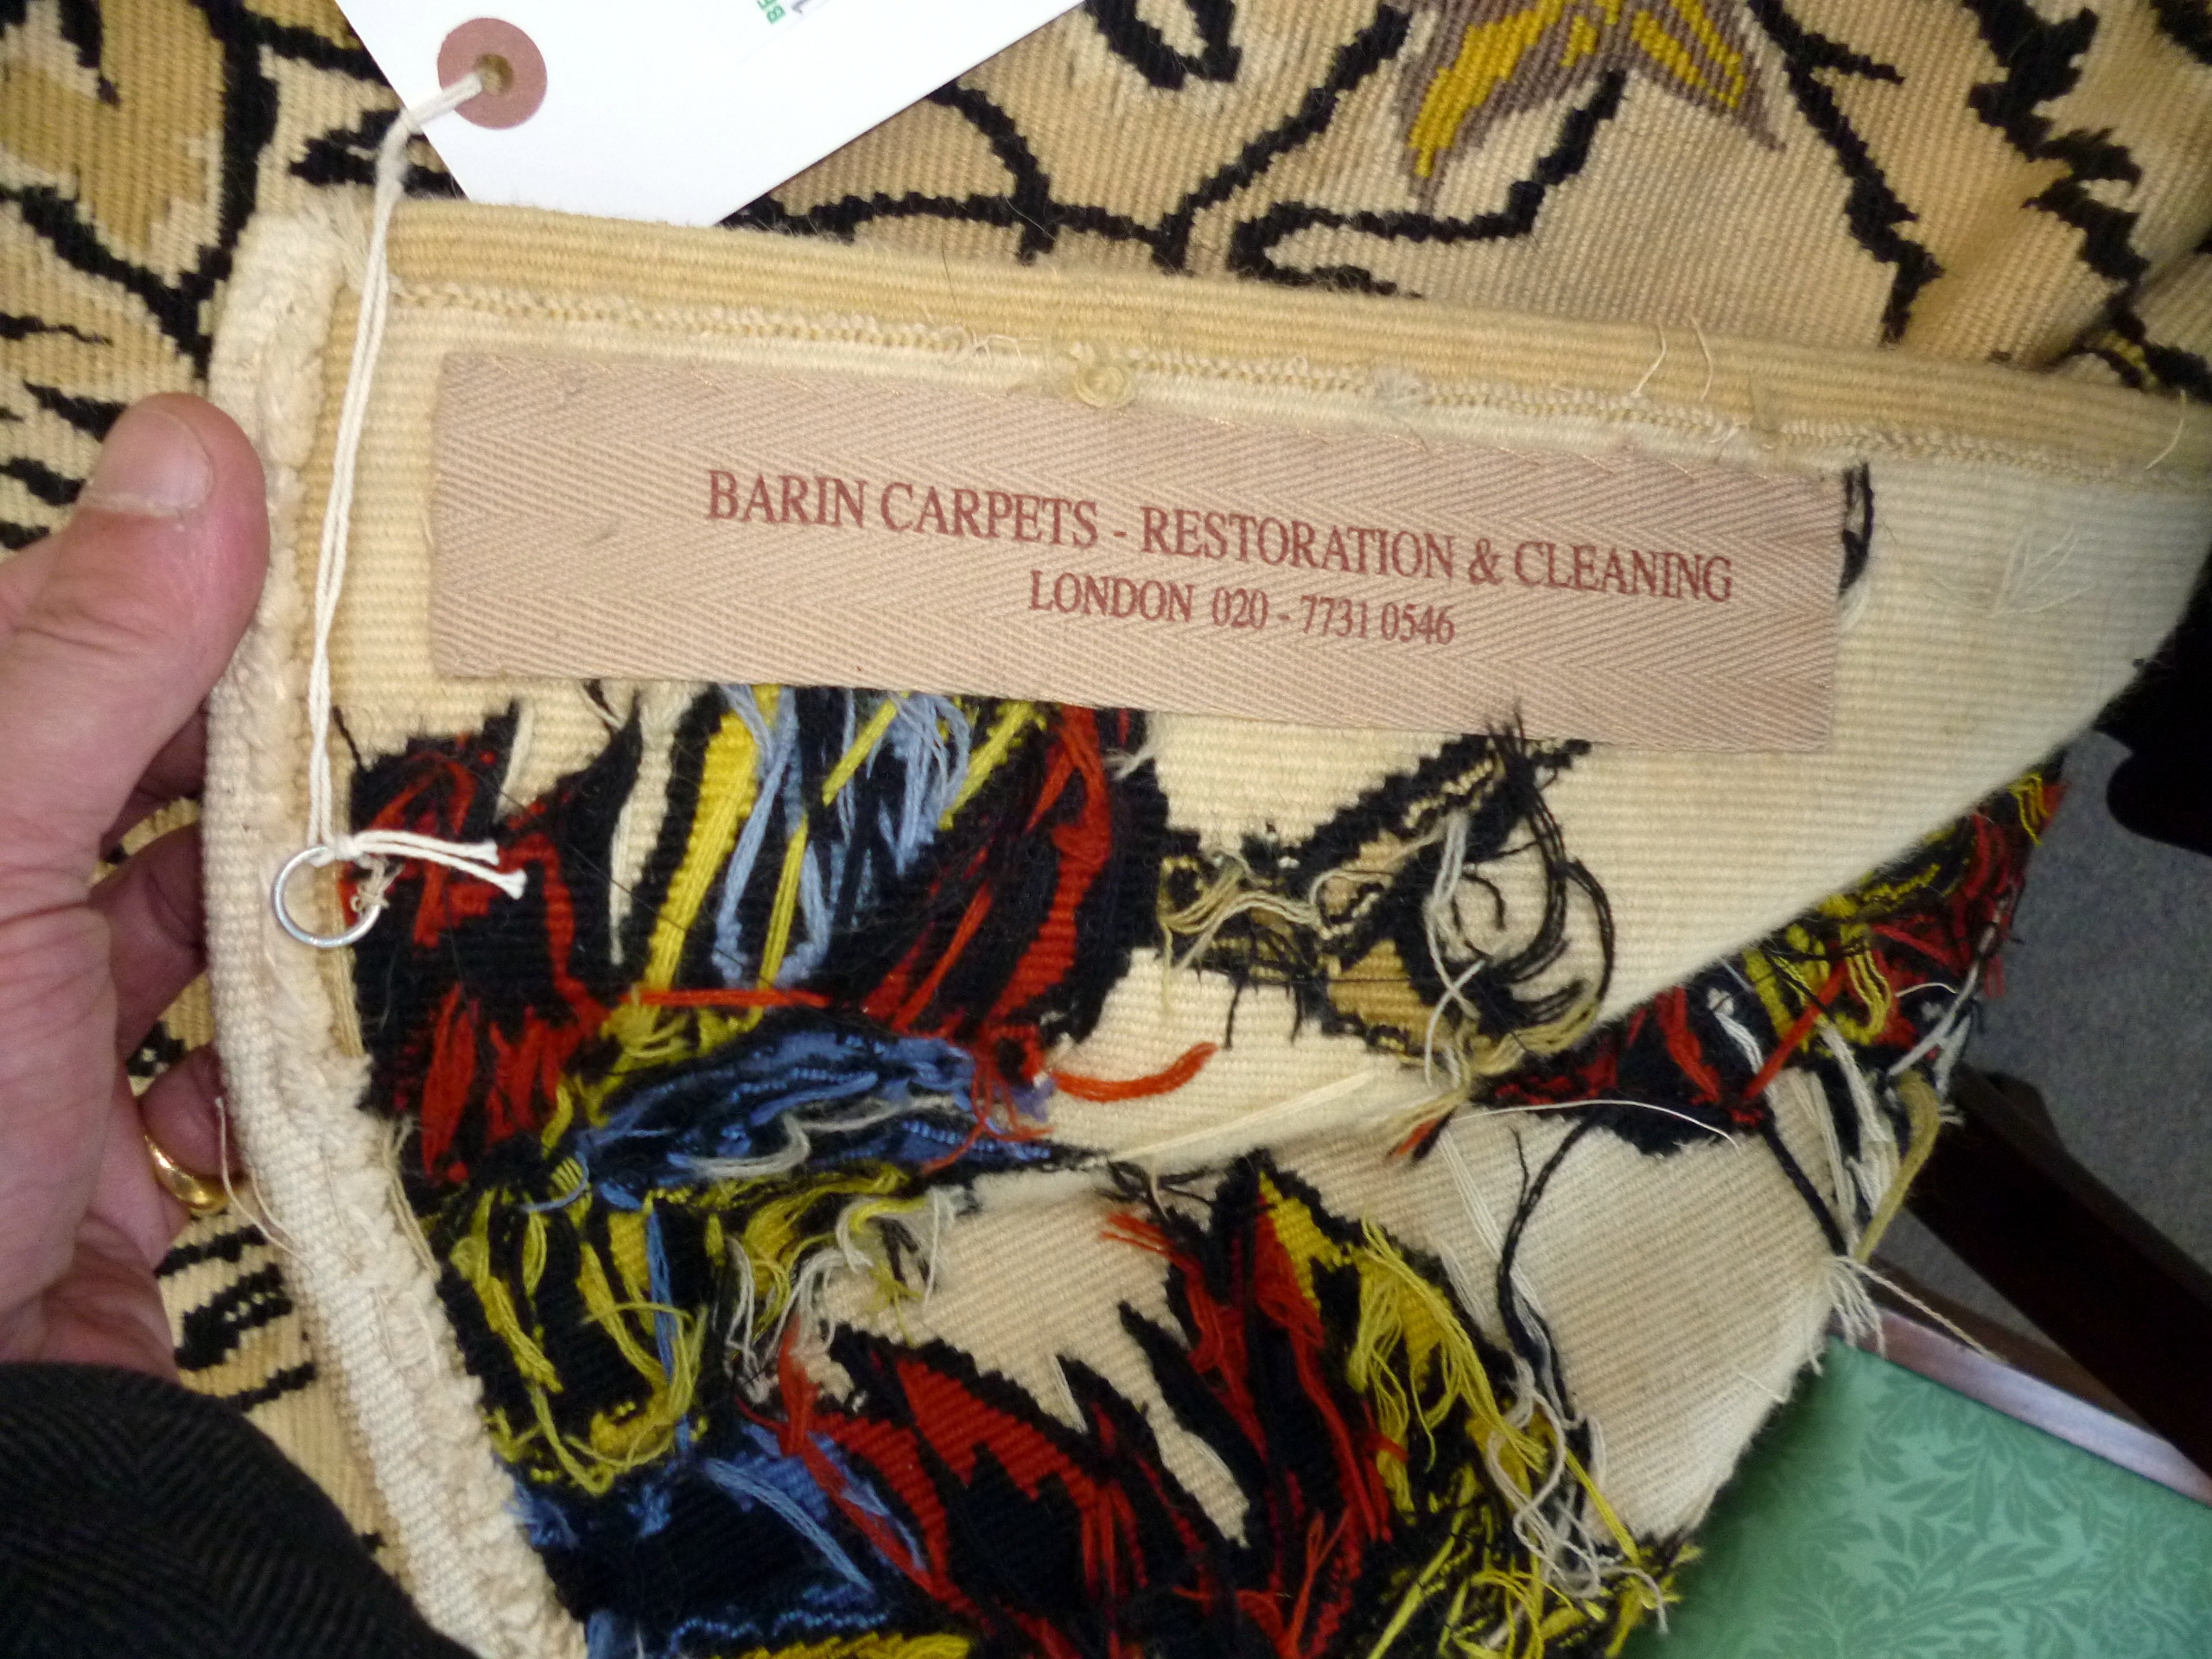 BARIN CARPETS - RESTORATION & CLEANING
LONDON 020 - 7731 0546